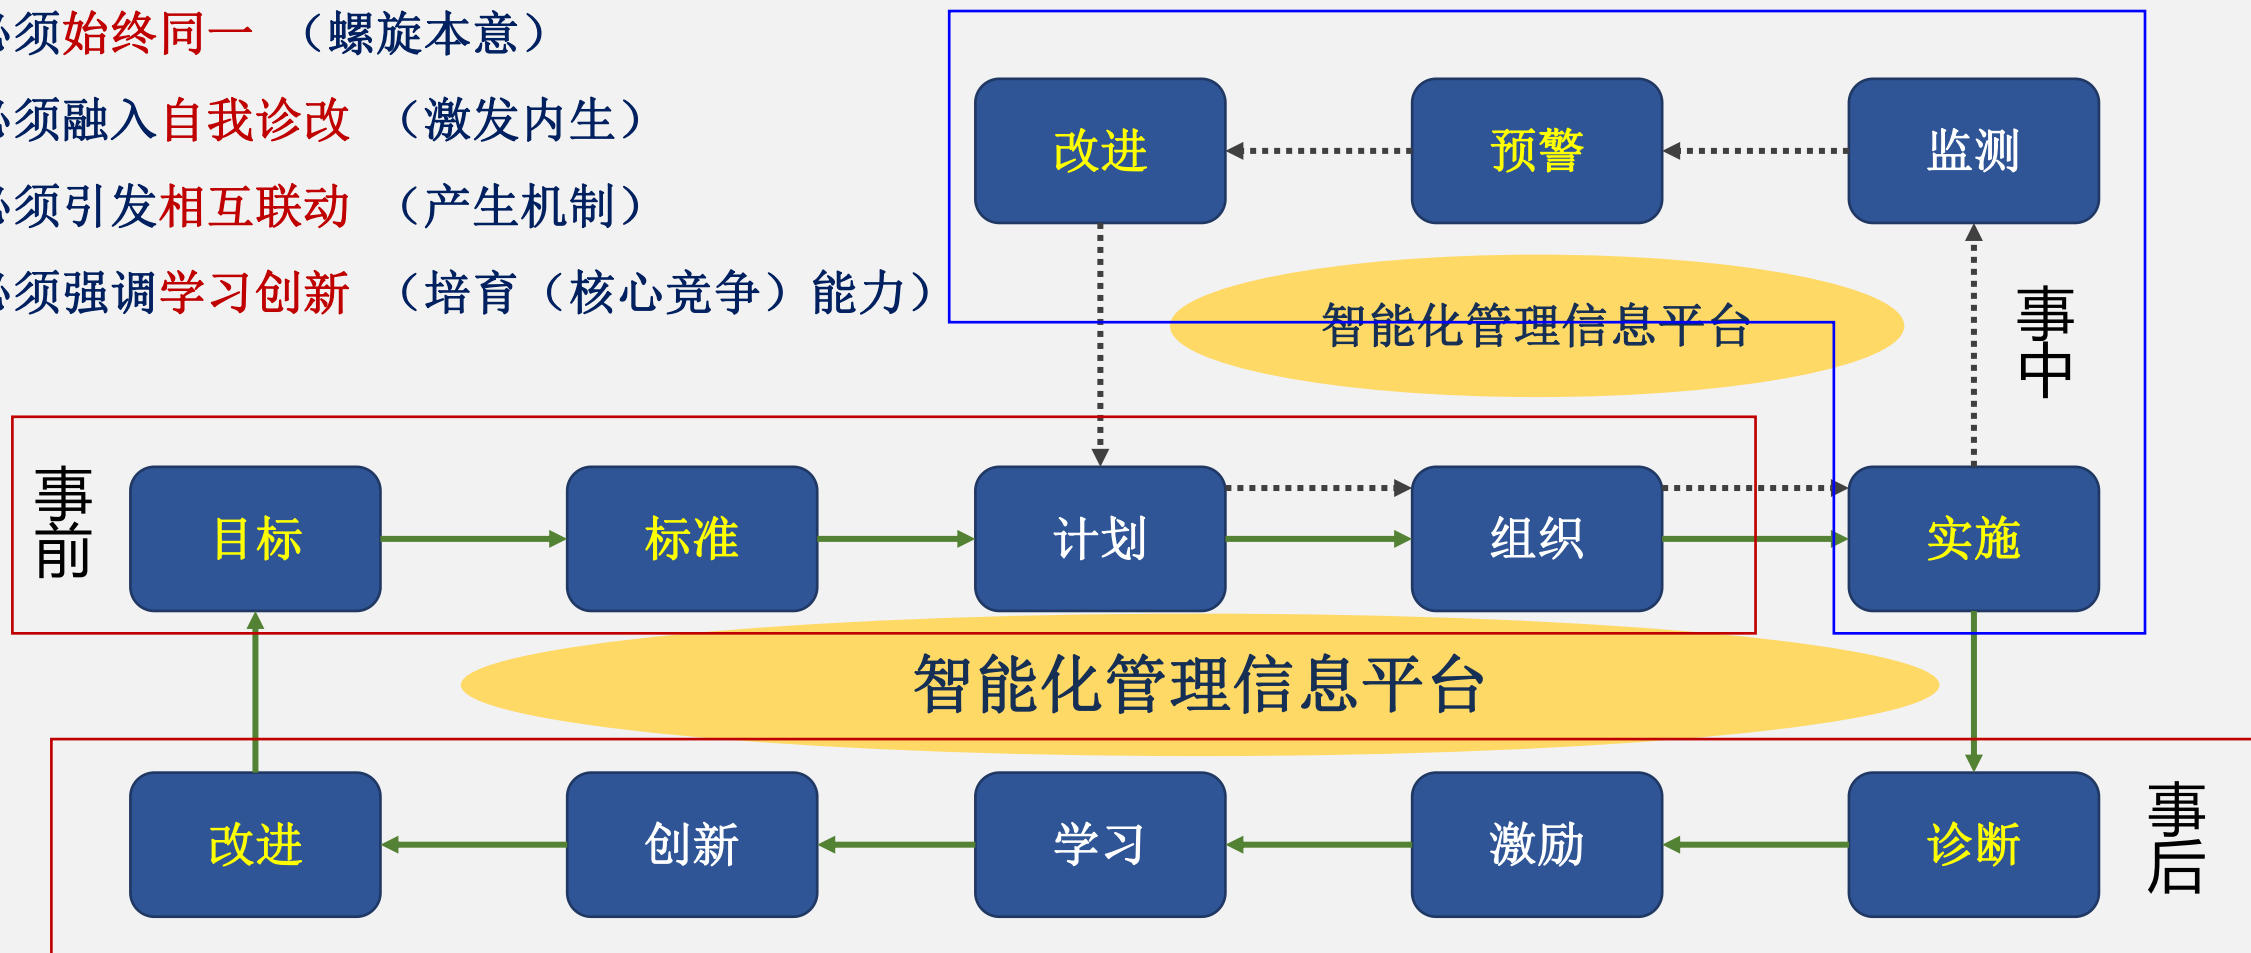 必须始终同一 （螺旋本意）
必须融入自我诊改 （激发内生）
必须引发相互联动 （产生机制）
必须强调学习创新 （培育（核心竞争）能力）
改进
预警
监测
智能化管理信息平台
事中
事前
目标
标准
计划
组织
实施
智能化管理信息平台
改进
创新
学习
激励
诊断
事后